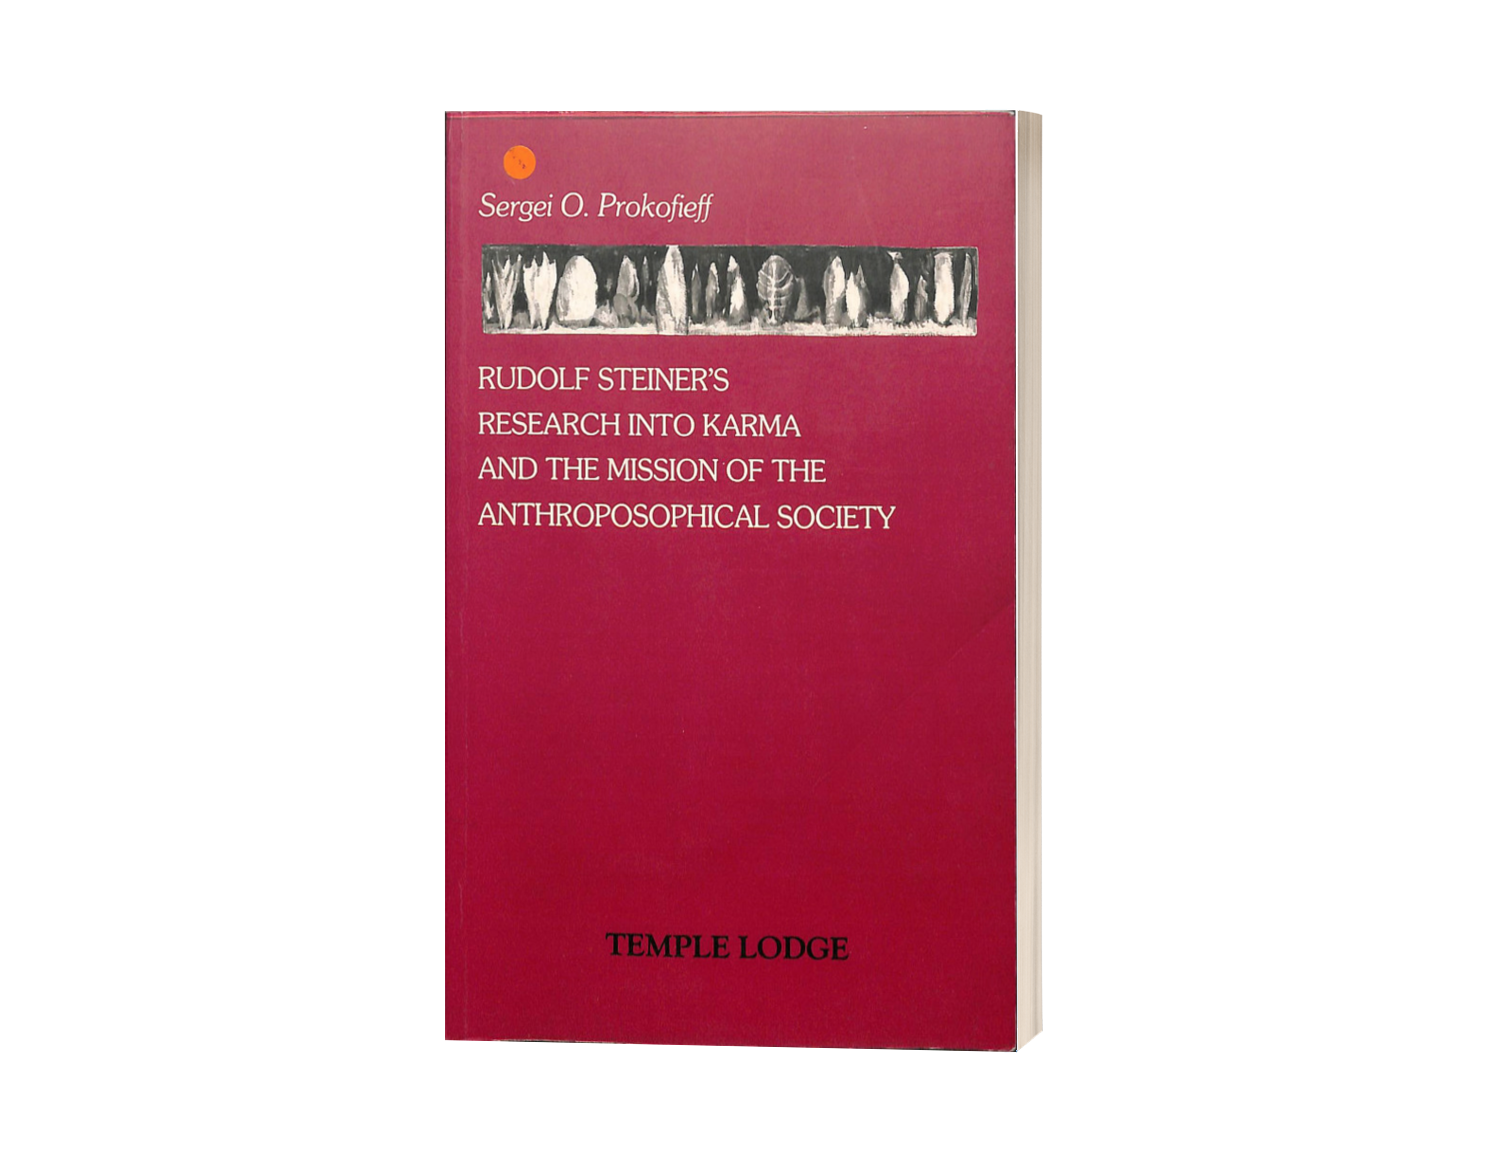 Sergei O. Prokofieff
RUDOLF STEINER'S
RESEARCH INTO KARMA
AND THE MISSION OF THE
ANTHROPOSOPHICAL SOCIETY
TEMPLE LODGE